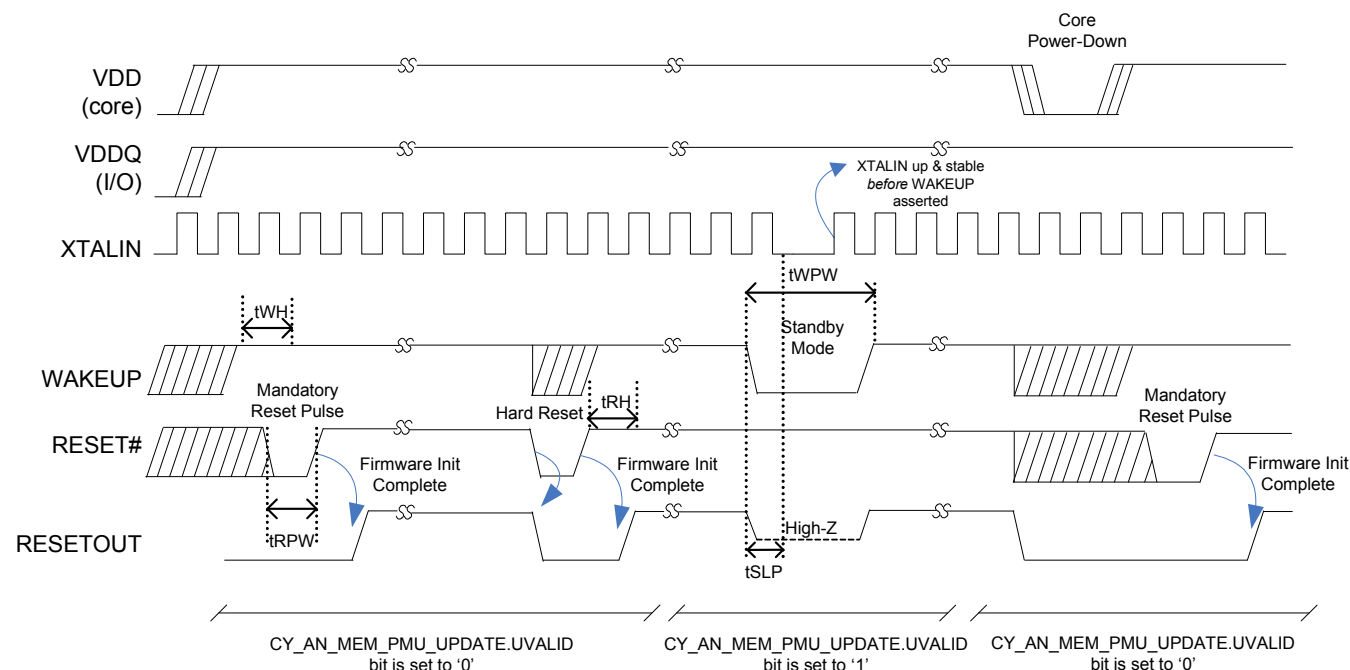 Core
Power-Down
VDD
(core)
VDDQ
(I/O)
XTALIN up & stable
before WAKEUP
asserted
XTALIN
tWPW
tWH
Standby
Mode
WAKEUP
Mandatory
Reset Pulse
Hard Reset
tRH
Mandatory
Reset Pulse
RESET#
Firmware Init
Complete
Firmware Init
Complete
Firmware Init
Complete
High-Z
RESETOUT
tRPW
tSLP
CY_AN_MEM_PMU_UPDATE.UVALID
bit is set to ‘0’
CY_AN_MEM_PMU_UPDATE.UVALID
bit is set to ‘1’
CY_AN_MEM_PMU_UPDATE.UVALID
bit is set to ‘0’